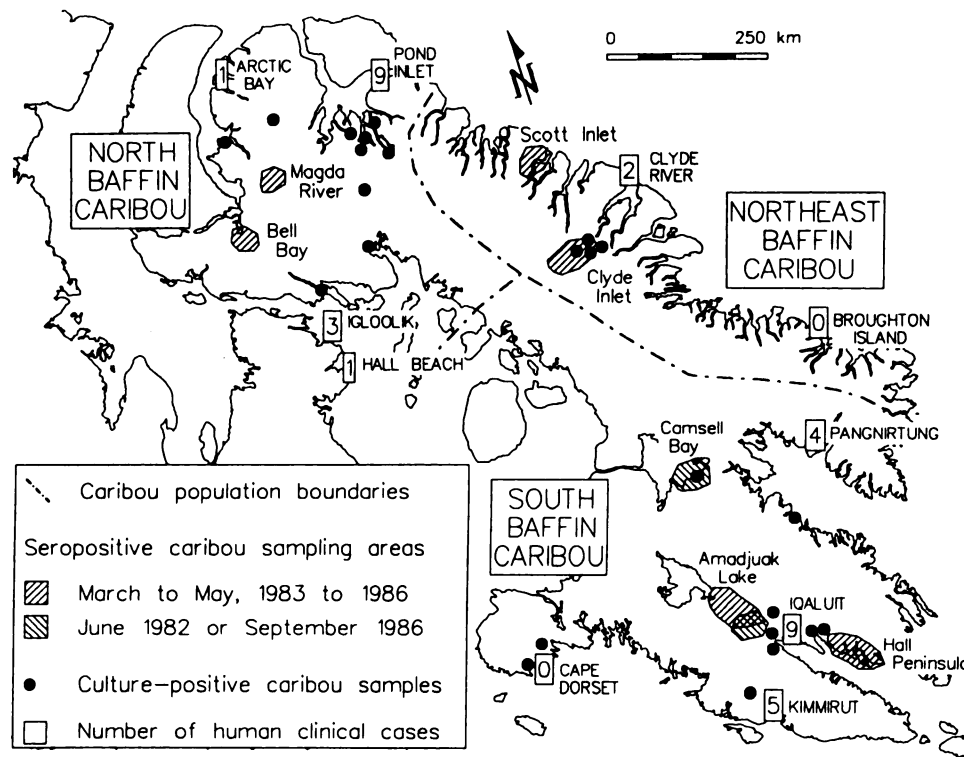 0 250 km
N
1 ARCTIC
BAY
9 POND
INLET
NORTH
BAFFIN
CARIBOU
Magda
River
Bell
Bay
Scott Inlet
2 CLYDE
RIVER
NORTHEAST
BAFFIN
CARIBOU
Clyde
Inlet
3 IGLOOLIK
1 HALL BEACH
0 BROUGHTON
ISLAND
4 PANGNIRTUNG
Camsell
Bay
SOUTH
BAFFIN
CARIBOU
Amadjuak
Lake
IQALUIT
9
Hall
Peninsula
0 CAPE
DORSET
5 KIMMIRUT
Caribou population boundaries
Seropositive caribou sampling areas
March to May, 1983 to 1986
June 1982 or September 1986
Culture-positive caribou samples
Number of human clinical cases